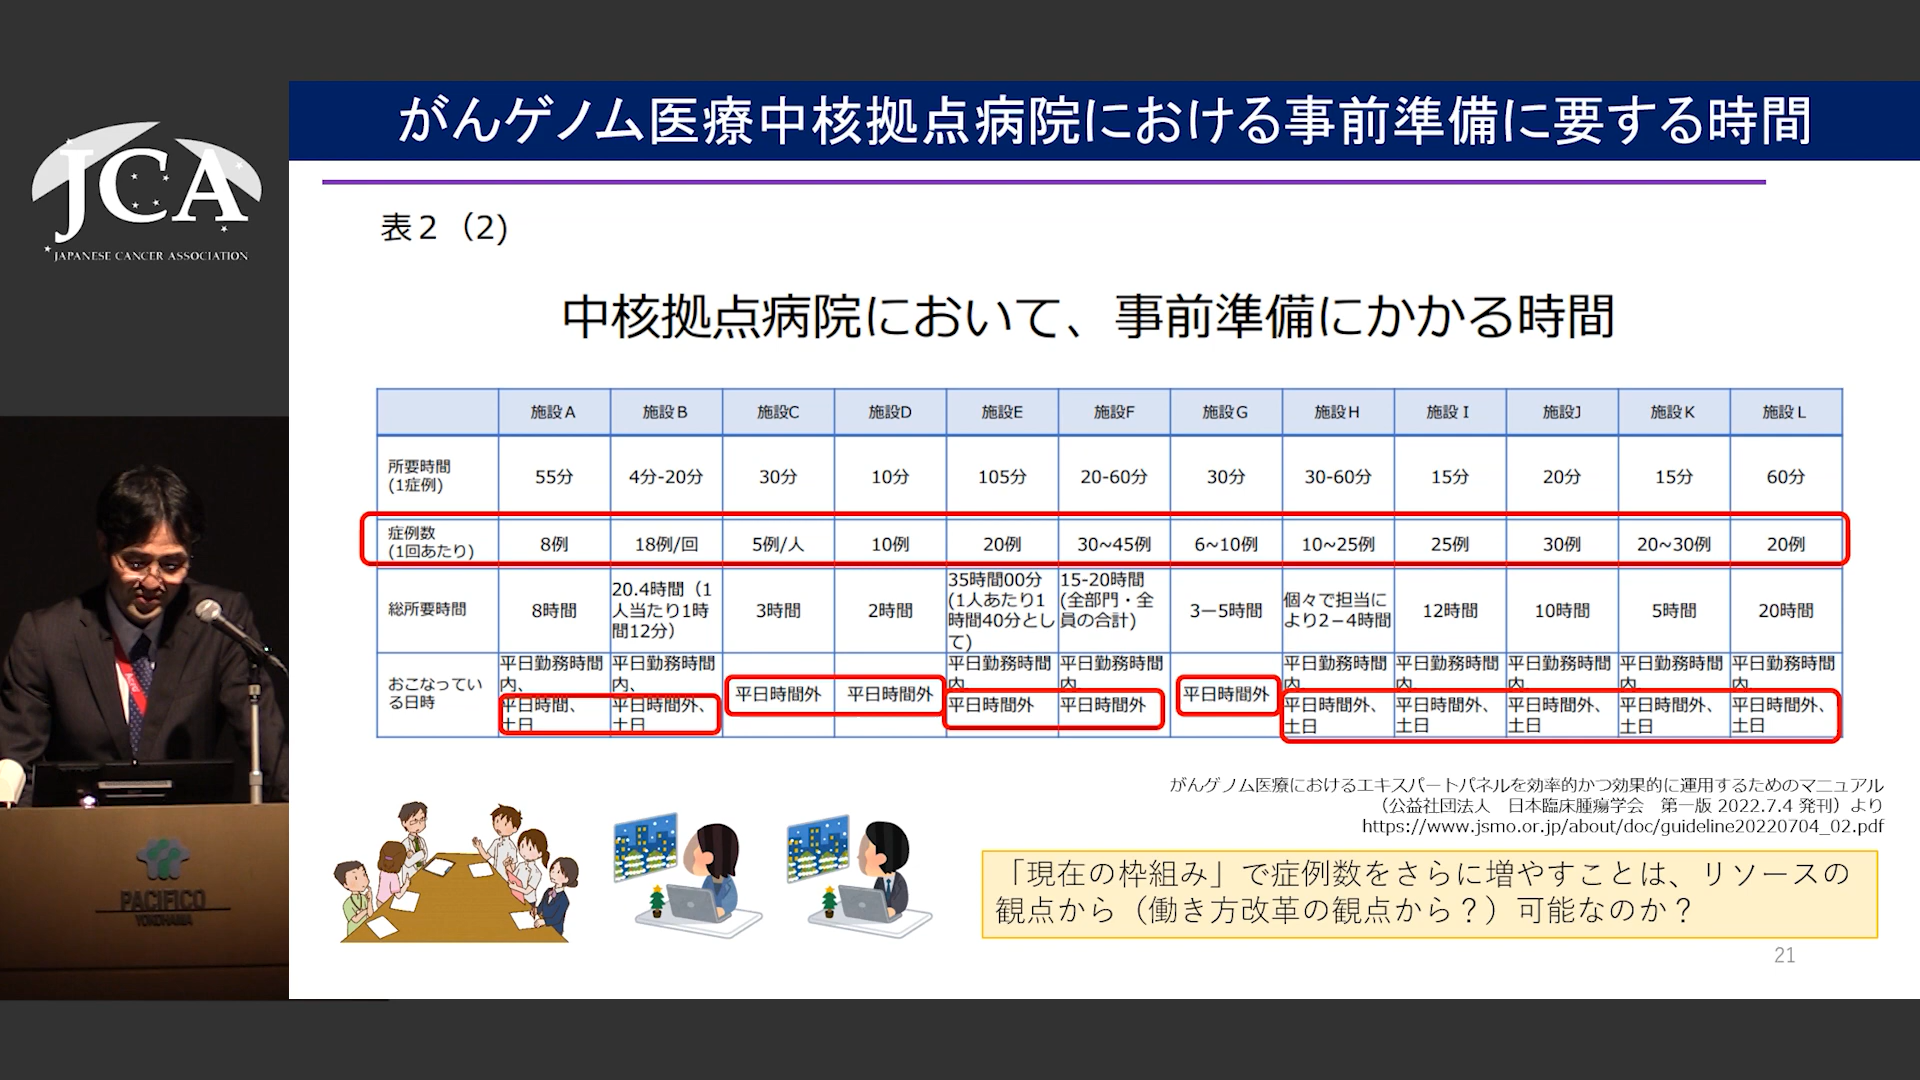 JCA
JAPANESE CANCER ASSOCIATION
PACIFICO
YOKOHAMA
がんゲノム医療中核拠点病院における事前準備に要する時間
表２（2）
中核拠点病院において、事前準備にかかる時間
施設A 施設B 施設C 施設D 施設E 施設F 施設G 施設H 施設I 施設J 施設K 施設L
所要時間
(1症例) 55分 4分-20分 30分 10分 105分 20-60分 30分 30-60分 15分 20分 15分 60分
症例数
(1回あたり) 8例 18例/回 5例/人 10例 20例 30~45例 6~10例 10~25例 25例 30例 20~30例 20例
総所要時間
8時間
20.4時間（1
人当たり1時
間12分）
3時間
2時間
35時間00分
(1人あたり1
時間40分とし
て)
15-20時間
(全部門・全
員の合計)
3－5時間
個々で担当に
より2－4時間
12時間
10時間
5時間
20時間
おこなってい
る日時
平日勤務時間
内、
平日時間、
土日
平日勤務時間
内、
平日時間外、
土日
平日時間外
平日時間外
平日勤務時間
内
平日時間外
平日勤務時間
内
平日時間外
平日時間外
平日勤務時間
内
平日時間外、
土日
平日勤務時間
内
平日時間外、
土日
平日勤務時間
内
平日時間外、
土日
平日勤務時間
内
平日時間外、
土日
平日勤務時間
内
平日時間外、
土日
がんゲノム医療におけるエキスパートパネルを効率的かつ効果的に運用するためのマニュアル
（公益社団法人　日本臨床腫瘍学会　第一版 2022.7.4 発刊）より
https://www.jsmo.or.jp/about/doc/guideline20220704_02.pdf
「現在の枠組み」で症例数をさらに増やすことは、リソースの
観点から（働き方改革の観点から？）可能なのか？
21